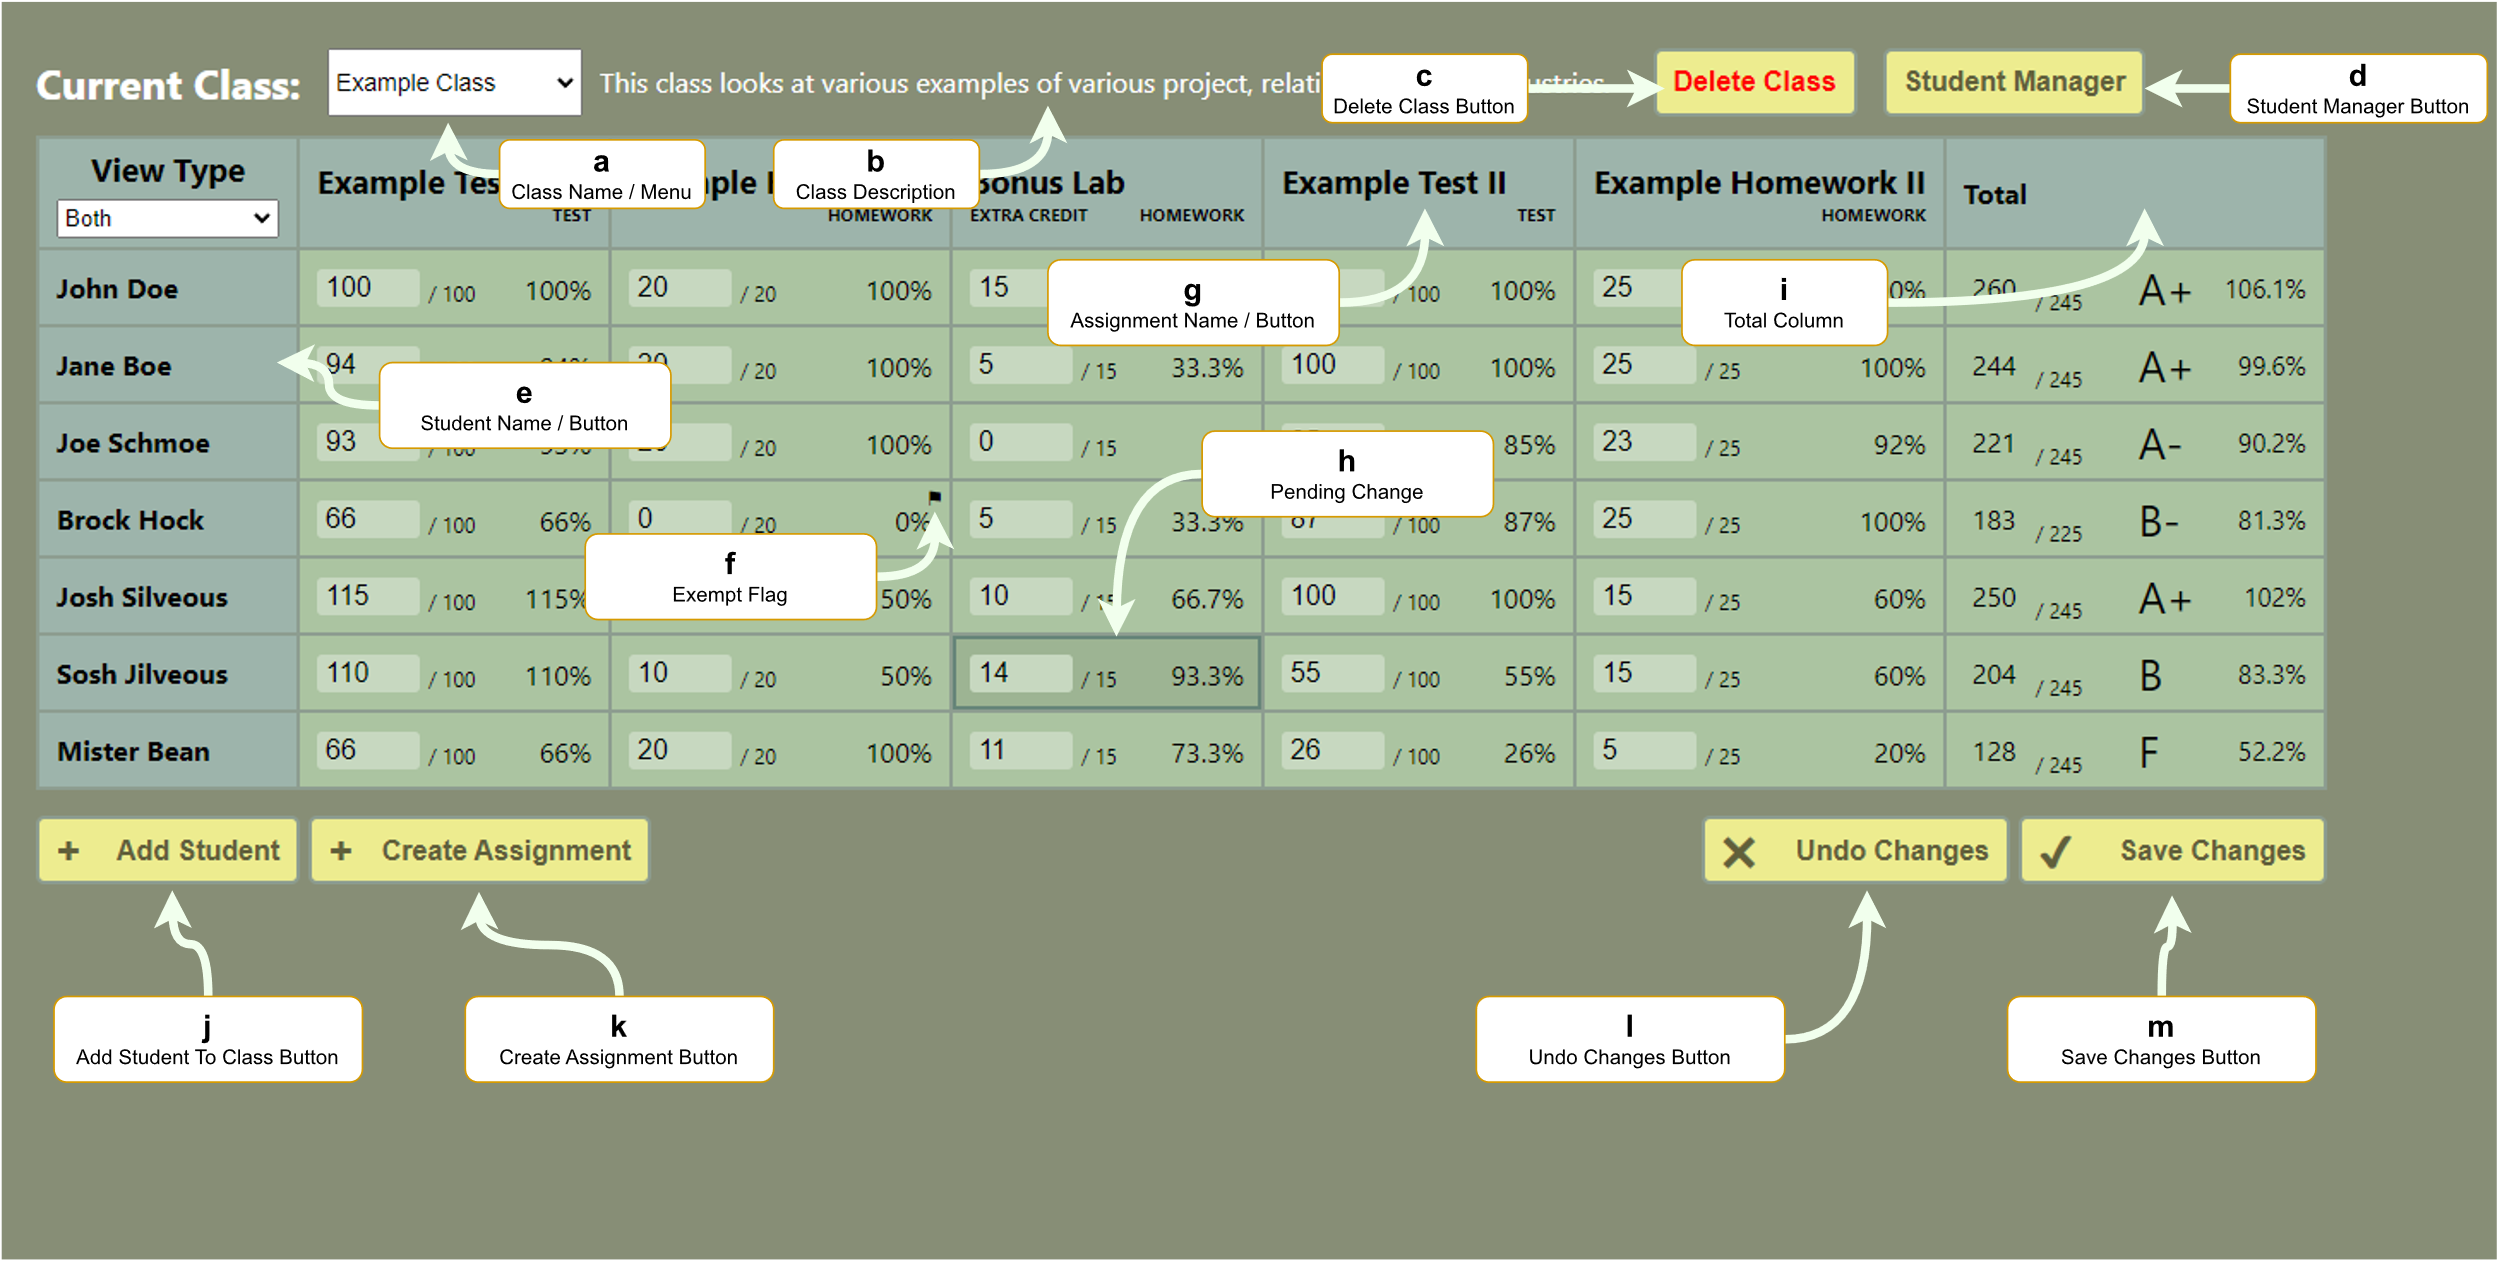 Current Class: Example Class This class looks at various examples of various project, Delete Class Student Manager
c
Delete Class Button
d
Student Manager Button
a
Class Name / Menu
b
Class Description
View Type
Both
Example
TEST
HOMEWORK
Bonus Lab
EXTRA CREDIT HOMEWORK
Example Test II
TEST
Example Homework II
HOMEWORK
Total
John Doe 100 / 100 100% 20 / 20 100% 15 / 100 100% 25 260 / 245 A+ 106.1%
g
Assignment Name / Button
i
Total Column
Jane Boe 94 / 20 100% 5 / 15 33.3% 100 / 100 100% 25 / 25 100% 244 / 245 A+ 99.6%
e
Student Name / Button
Joe Schmoe 93 / 20 100% 0 / 15 85% 23 / 25 92% 221 / 245 A- 90.2%
h
Pending Change
Brock Hock 66 / 100 66% 0 / 20 0% 5 / 15 33.3% 87 / 100 87% 25 / 25 100% 183 / 225 B- 81.3%
f
Exempt Flag
Josh Silveous 115 / 100 115% 50% 10 / 15 66.7% 100 / 100 100% 15 / 25 60% 250 / 245 A+ 102%
Sosh Jilveous 110 / 100 110% 10 / 20 50% 14 / 15 93.3% 55 / 100 55% 15 / 25 60% 204 / 245 B 83.3%
Mister Bean 66 / 100 66% 20 / 20 100% 11 / 15 73.3% 26 / 100 26% 5 / 25 20% 128 / 245 F 52.2%
+ Add Student + Create Assignment Undo Changes Save Changes
j
Add Student To Class Button
k
Create Assignment Button
l
Undo Changes Button
m
Save Changes Button